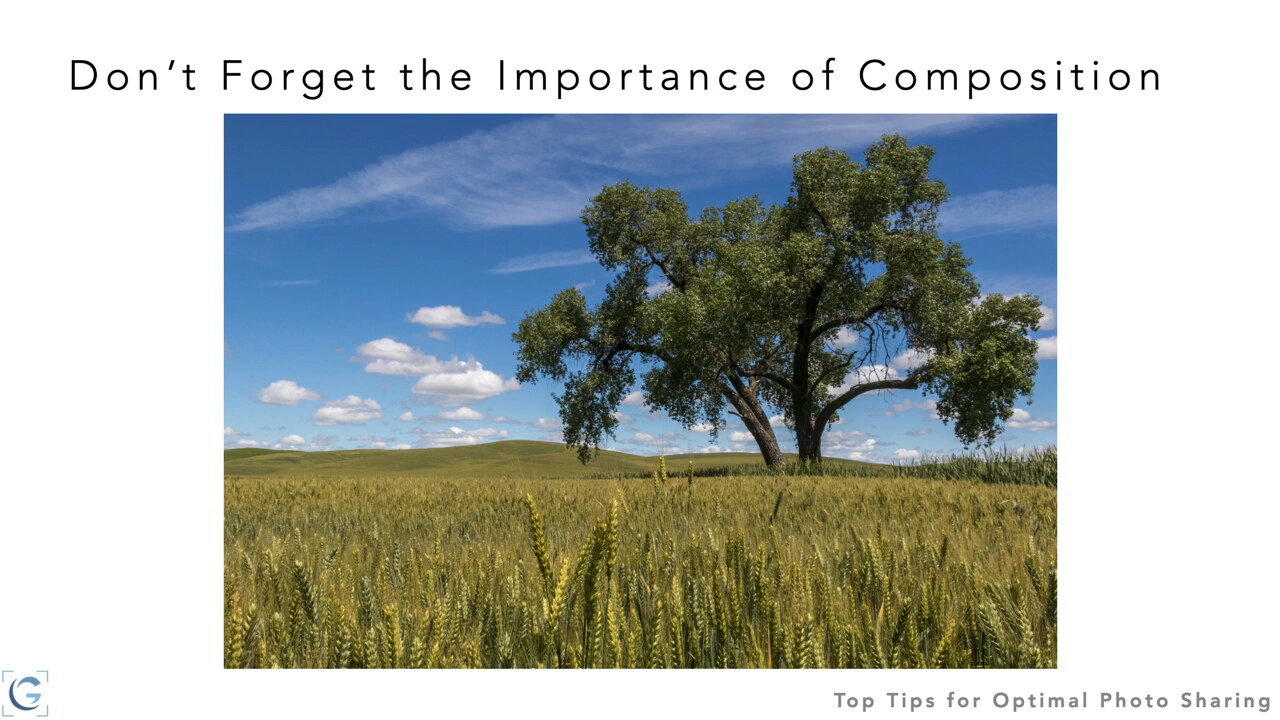 Don’t Forget the Importance of Composition
Top Tips for Optimal Photo Sharing